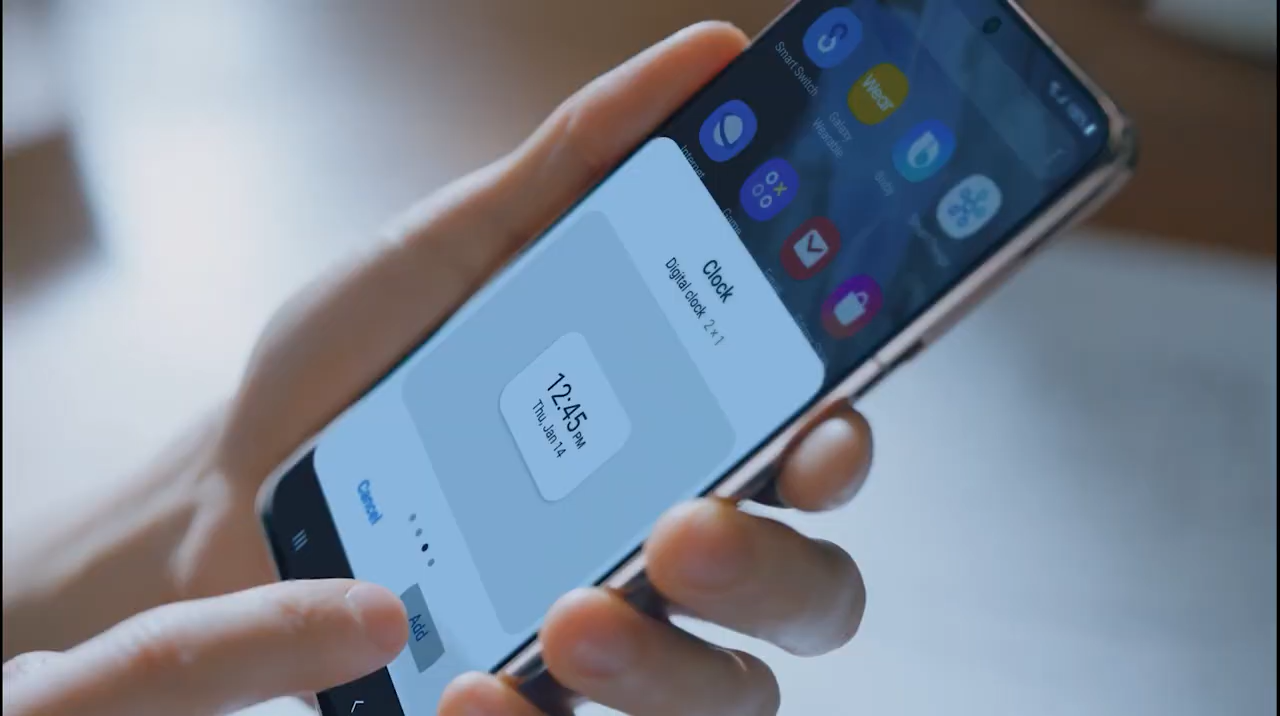 Smart Switch
Wear
Galaxy
Wearable
Bixby
Internet
Clock
Digital clock 2 × 1
12:45 PM
Thu, Jan 14
Cancel
Add